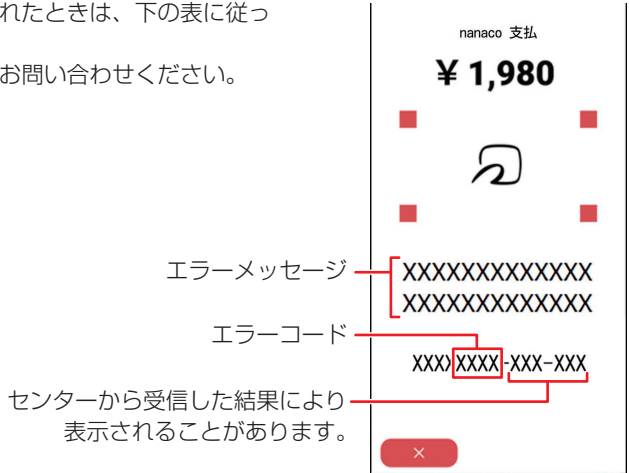 れたときは、下の表に従っ
お問い合わせください。
nanaco 支払
¥ 1,980
エラーメッセージ
XXXXXXXXXXXXX
XXXXXXXXXXXXX
エラーコード
XXXXXXXX-XXX-XXX
センターから受信した結果により
表示されることがあります。
×